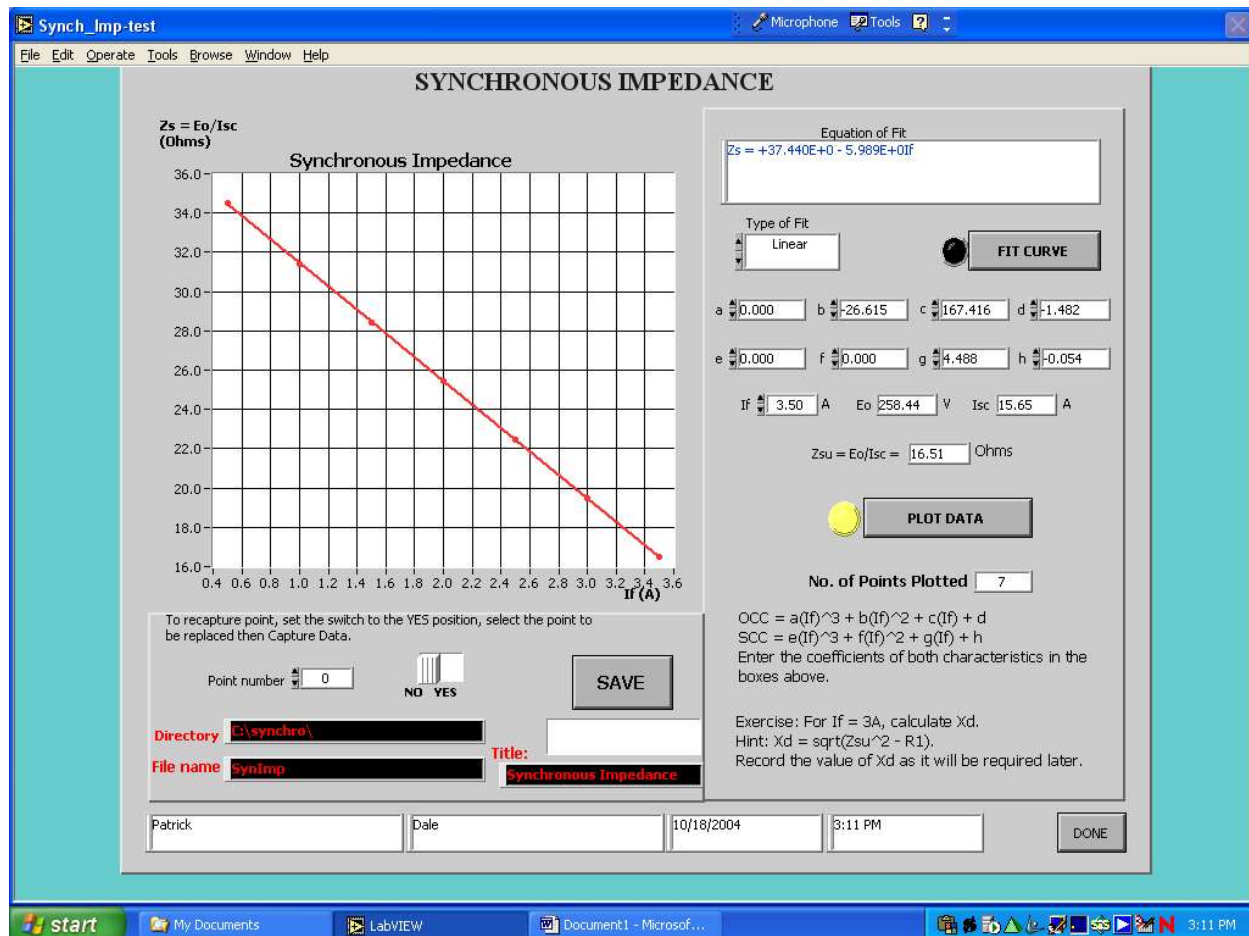 Synch_Imp-test
Microphone Tools ?
File Edit Operate Tools Browse Window Help
SYNCHRONOUS IMPEDANCE
Zs = Eo/Isc
(Ohms)
Synchronous Impedance
36.0
34.0
32.0
30.0
28.0
26.0
24.0
22.0
20.0
18.0
16.0
0.4 0.6 0.8 1.0 1.2 1.4 1.6 1.8 2.0 2.2 2.4 2.6 2.8 3.0 3.2 3.4 3.6
If (A)
Equation of Fit
Zs = +37.440E+0 - 5.989E+0If
Type of Fit
Linear
FIT CURVE
a 0.000 b -26.615 c 167.416 d -1.482
e 0.000 f 0.000 g 4.488 h -0.054
If 3.50 A Eo 258.44 V Isc 15.65 A
Zsu = Eo/Isc = 16.51 Ohms
PLOT DATA
No. of Points Plotted 7
OCC = a(If)^3 + b(If)^2 + c(If) + d
SCC = e(If)^3 + f(If)^2 + g(If) + h
Enter the coefficients of both characteristics in the
boxes above.
Exercise: For If = 3A, calculate Xd.
Hint: Xd = sqrt(Zsu^2 - R1).
Record the value of Xd as it will be required later.
To recapture point, set the switch to the YES position, select the point to
be replaced then Capture Data.
Point number 0
NO YES
SAVE
Directory C:\synchro\
File name SynImp
Title:
Synchronous Impedance
Patrick Dale 10/18/2004 3:11 PM
DONE
start My Documents LabVIEW Document1 - Microsof... 3:11 PM